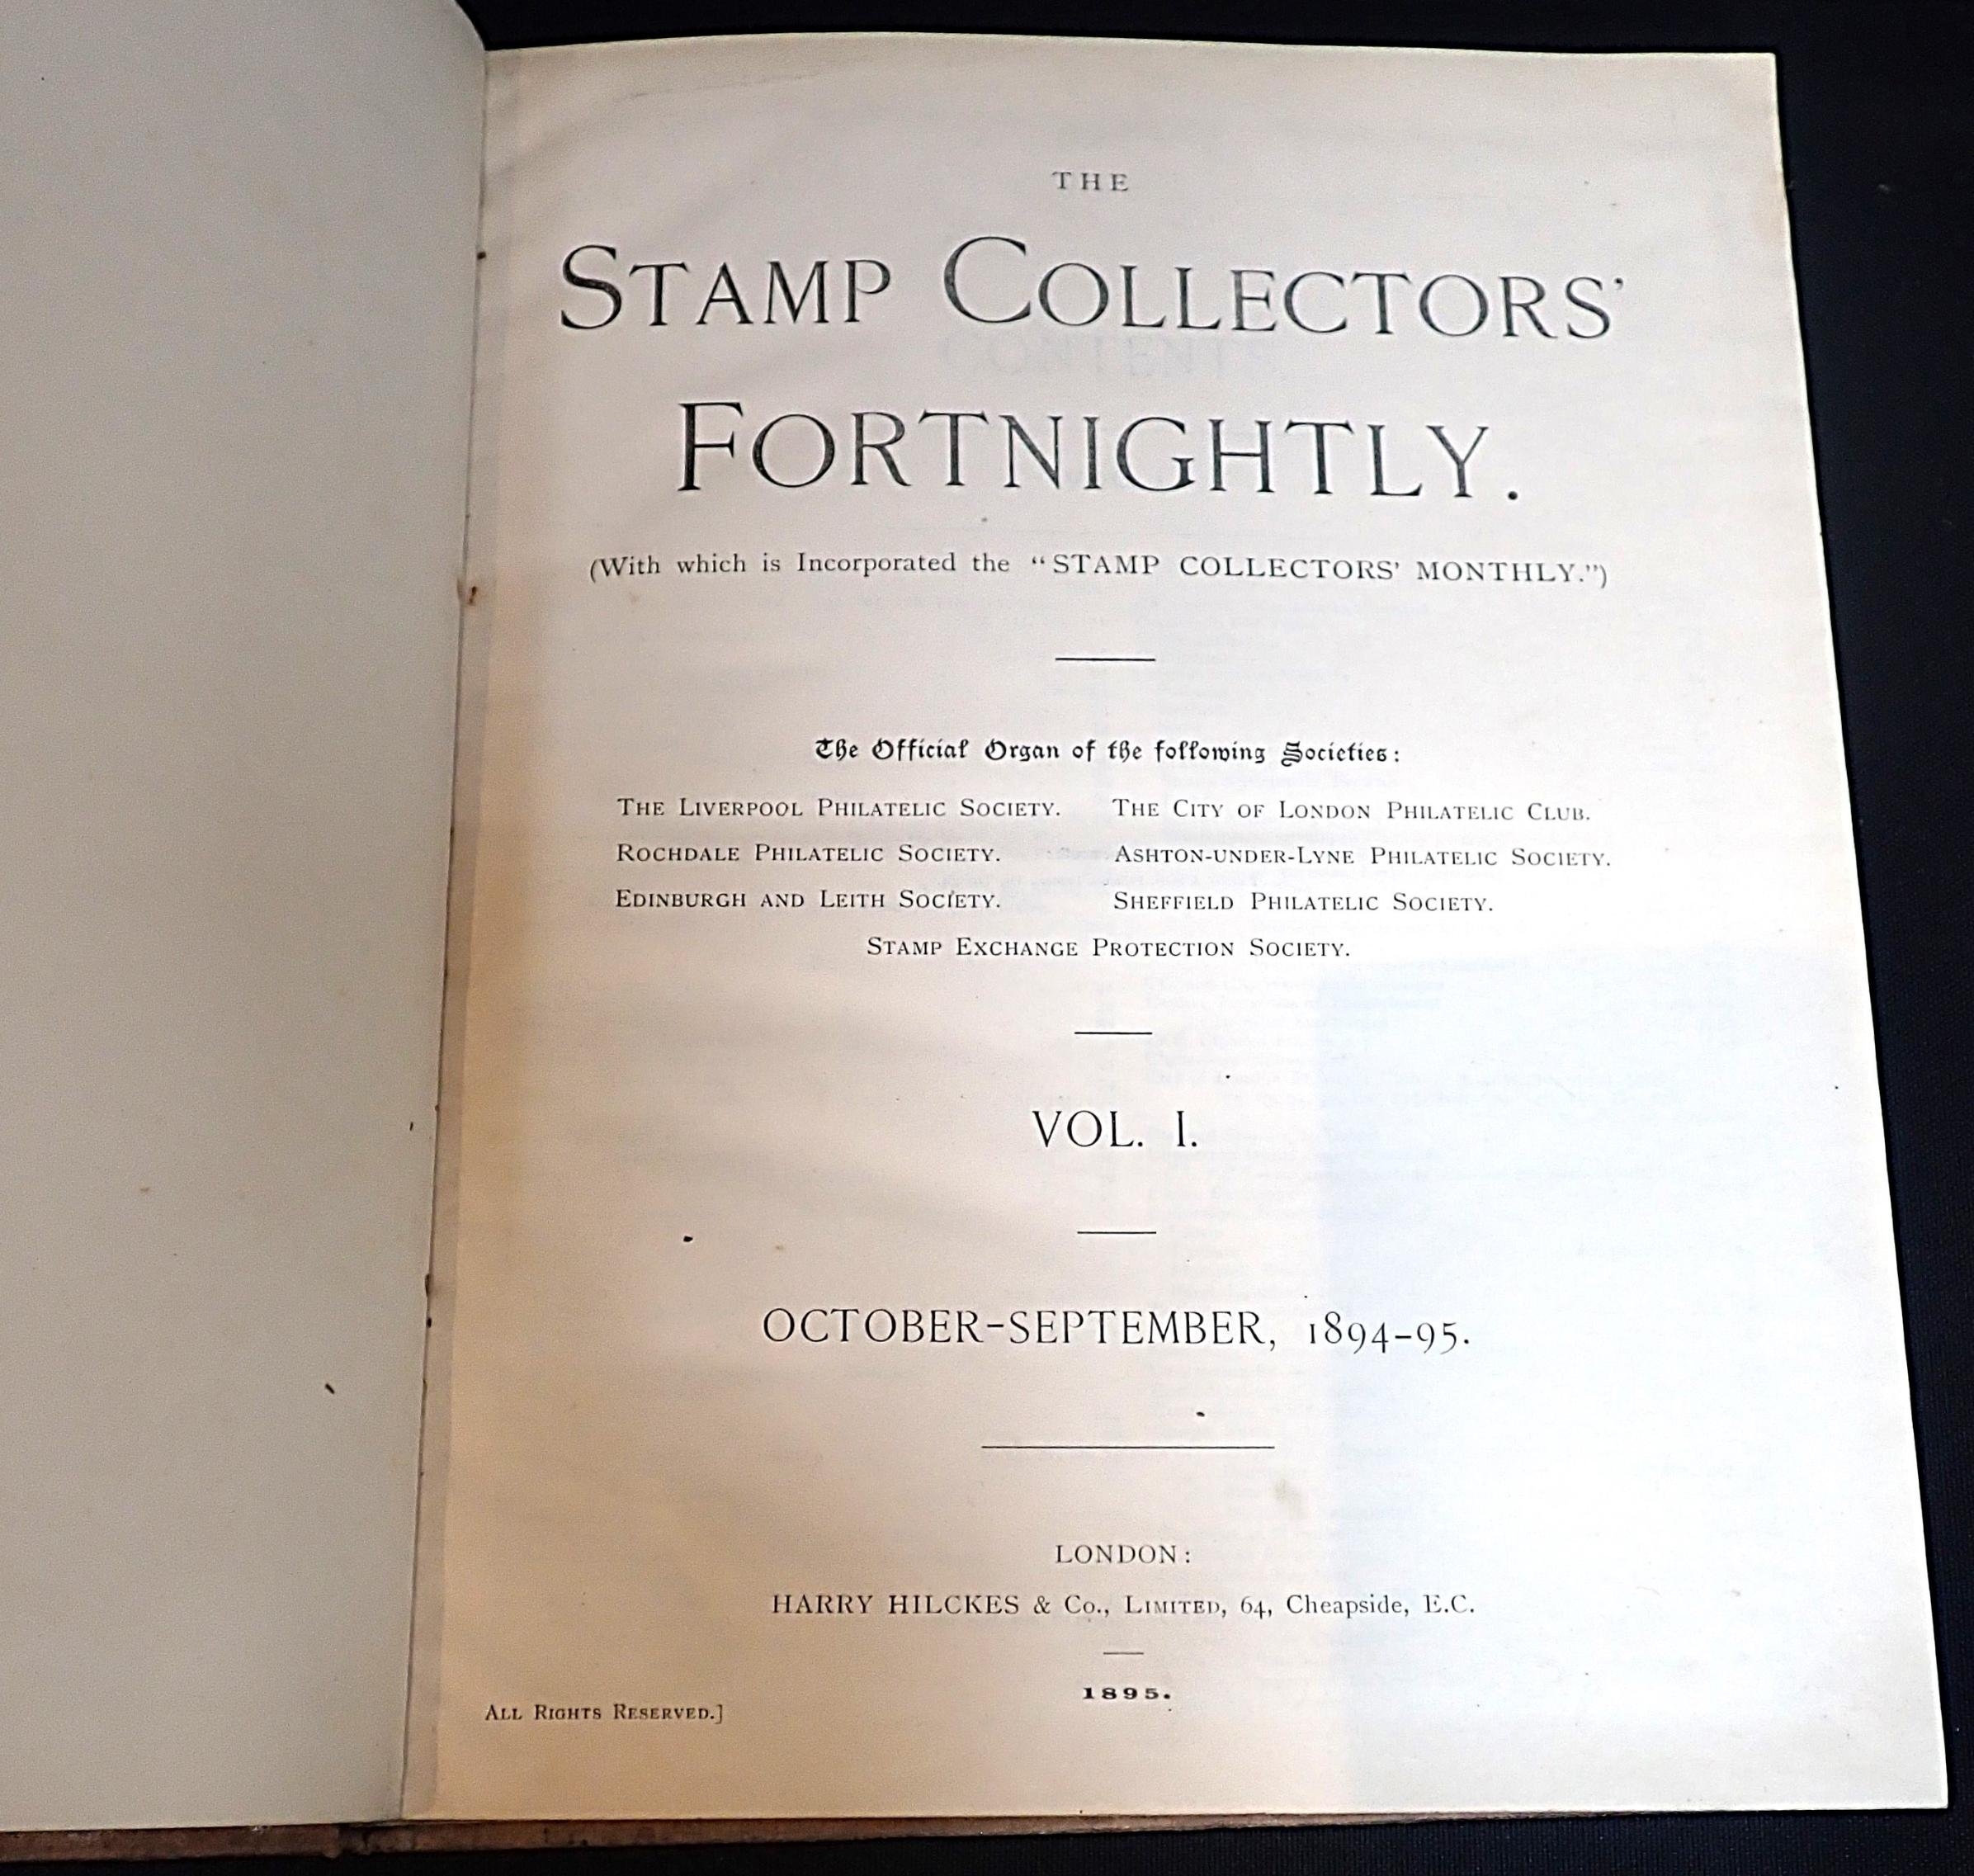 THE
STAMP COLLECTORS'
FORTNIGHTLY.
(With which is Incorporated the "STAMP COLLECTORS' MONTHLY.")
The Official Organ of the following Societies:
THE LIVERPOOL PHILATELIC SOCIETY. THE CITY OF LONDON PHILATELIC CLUB.
ROCHDALE PHILATELIC SOCIETY. ASHTON-UNDER-LYNE PHILATELIC SOCIETY.
EDINBURGH AND LEITH SOCIETY. SHEFFIELD PHILATELIC SOCIETY.
STAMP EXCHANGE PROTECTION SOCIETY.
VOL. I.
OCTOBER-SEPTEMBER, 1894-95.
LONDON:
HARRY HILCKES & Co., LIMITED, 64, Cheapside, E.C.
1895.
ALL RIGHTS RESERVED.]